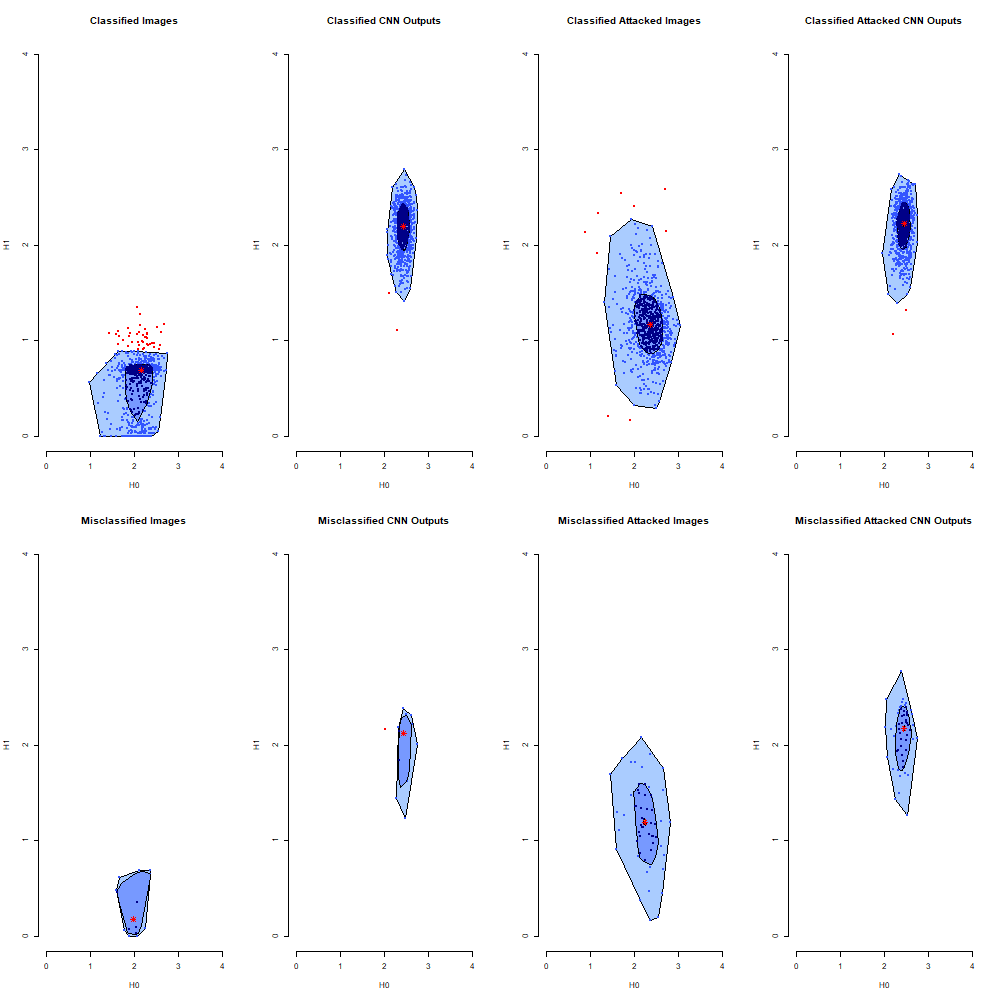 Classified Images
Classified CNN Outputs
Classified Attacked Images
Classified Attacked CNN Ouputs
4
3
2
1
0
H1
0 1 2 3 4
H0
4
3
2
1
0
H1
0 1 2 3 4
H0
4
3
2
1
0
H1
0 1 2 3 4
H0
4
3
2
1
0
H1
0 1 2 3 4
H0
Misclassified Images
Misclassified CNN Outputs
Misclassified Attacked Images
Misclassified Attacked CNN Outputs
4
3
2
1
0
H1
0 1 2 3 4
H0
4
3
2
1
0
H1
0 1 2 3 4
H0
4
3
2
1
0
H1
0 1 2 3 4
H0
4
3
2
1
0
H1
0 1 2 3 4
H0